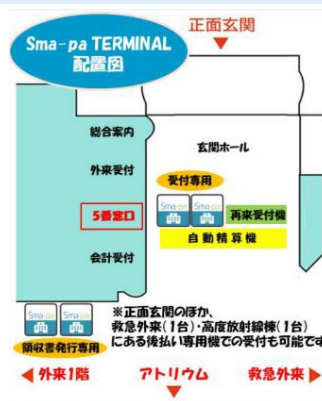 正面玄関
Sma-pa TERMINAL
配置図
総合案内
玄関ホール
外来受付
受付専用
5番窓口
Sma-pa
Sma-pa
再来受付機
自動精算機
会計受付
Sma-pa
Sma-pa
領収書発行専用
※正面玄関のほか、
救急外来(1台)・高度放射線棟(1台)
にある後払い専用機での受付も可能です
外来1階
アトリウム
救急外来